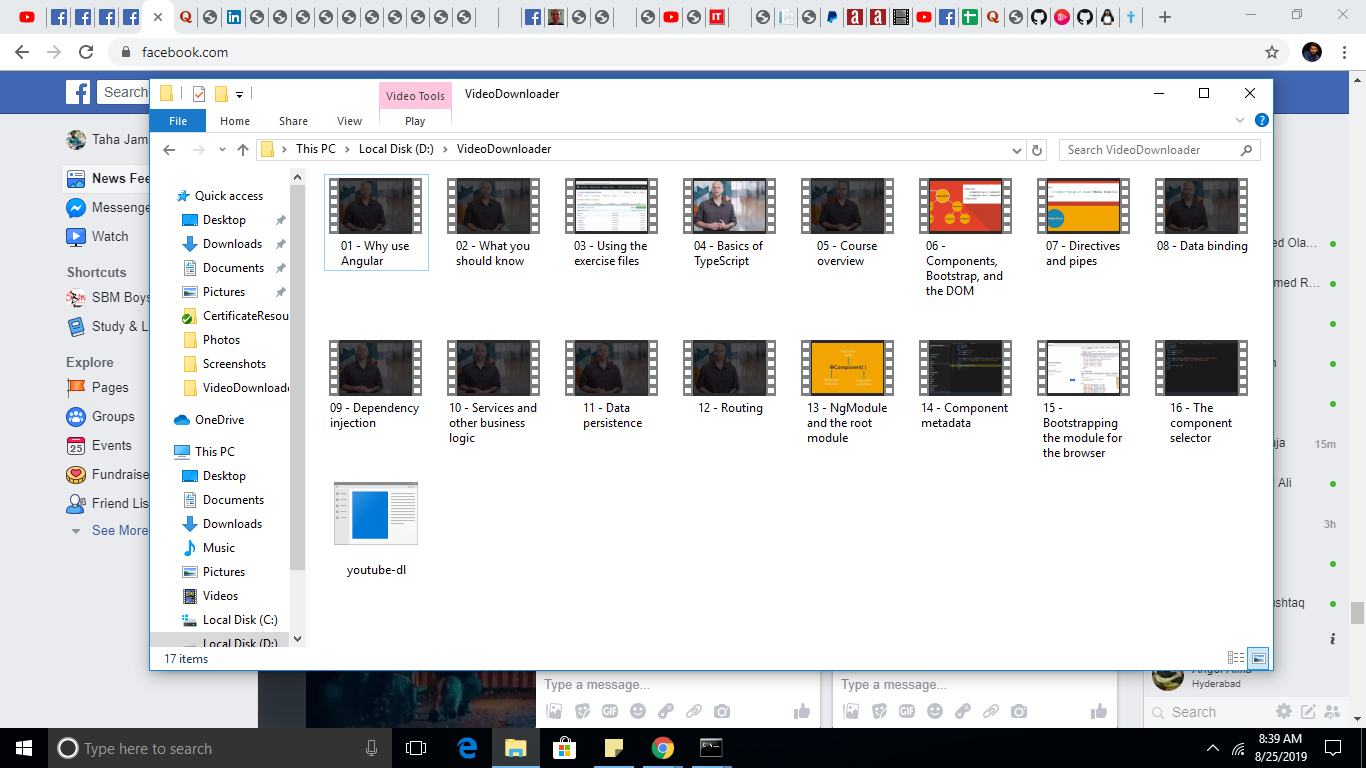 facebook.com
Search
Video Tools
VideoDownloader
File
Home
Share
View
Play
This PC
Local Disk (D:)
VideoDownloader
Search VideoDownloader
Taha Jam
News Fee
Messenge
Watch
Shortcuts
SBM Boys
Study & L
Explore
Pages
Groups
Events
Fundraise
Friend Lis
See More
Quick access
Desktop
Downloads
Documents
Pictures
CertificateResou
Photos
Screenshots
VideoDownloade
OneDrive
This PC
Desktop
Documents
Downloads
Music
Pictures
Videos
Local Disk (C:)
Local Disk (D:)
01 - Why use
Angular
02 - What you
should know
03 - Using the
exercise files
04 - Basics of
TypeScript
05 - Course
overview
06 -
Components,
Bootstrap, and
the DOM
07 - Directives
and pipes
08 - Data binding
09 - Dependency
injection
10 - Services and
other business
logic
11 - Data
persistence
12 - Routing
13 - NgModule
and the root
module
14 - Component
metadata
15 -
Bootstrapping
the module for
the browser
16 - The
component
selector
@Component()
youtube-dl
17 items
ed Ola...
med R...
15m
Ali
3h
ushtaq
Hyderabad
Search
Type a message...
GIF
Type a message...
GIF
Type here to search
8:39 AM
8/25/2019